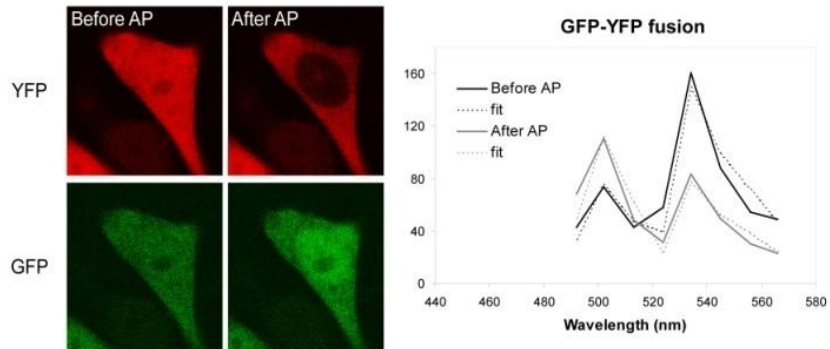 Before AP After AP
YFP
GFP
GFP-YFP fusion
160
120
80
40
0
Before AP
fit
After AP
fit
440 460 480 500 520 540 560 580
Wavelength (nm)